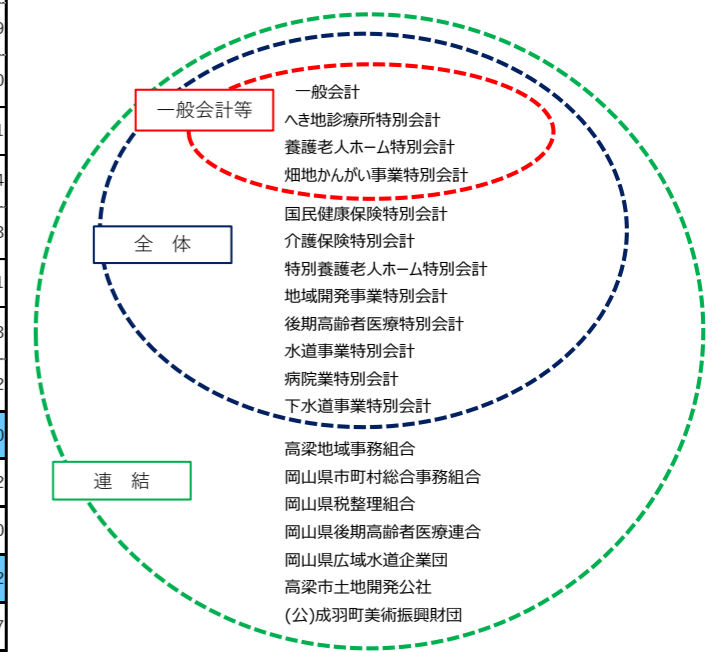 一般会計等
一般会計
へき地診療所特別会計
養護老人ホーム特別会計
畑地かんがい事業特別会計
全　体
国民健康保険特別会計
介護保険特別会計
特別養護老人ホーム特別会計
地域開発事業特別会計
後期高齢者医療特別会計
水道事業特別会計
病院業特別会計
下水道事業特別会計
連　結
高梁地域事務組合
岡山県市町村総合事務組合
岡山県税整理組合
岡山県後期高齢者医療連合
岡山県広域水道企業団
高梁市土地開発公社
(公)成羽町美術振興財団